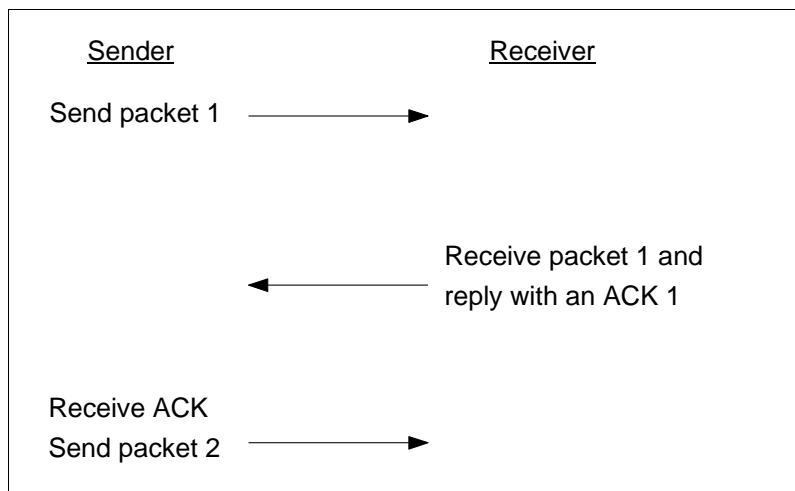 Sender
Receiver
Send packet 1
Receive packet 1 and
reply with an ACK 1
Receive ACK
Send packet 2